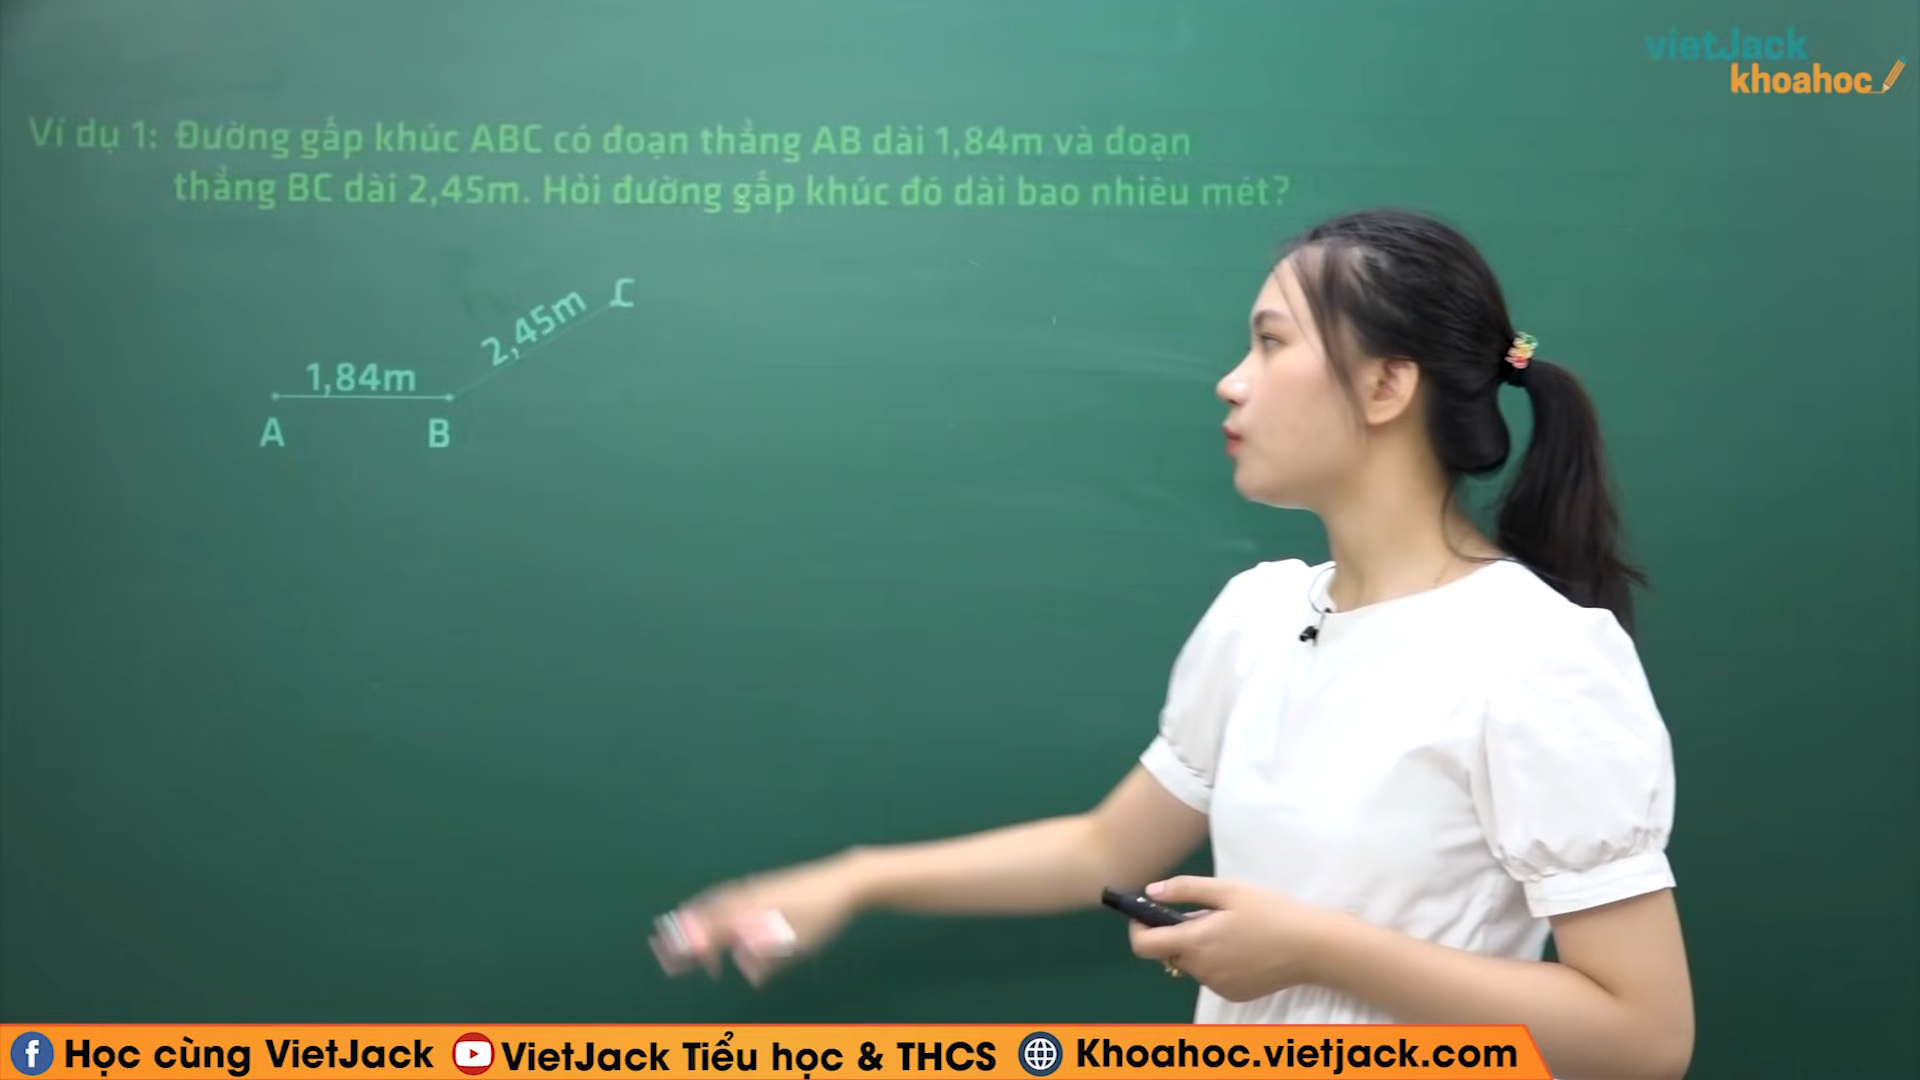 vietJack
khoahoc
Ví dụ 1: Đường gấp khúc ABC có đoạn thẳng AB dài 1,84m và đoạn
thẳng BC dài 2,45m. Hỏi đường gấp khúc đó dài bao nhiêu mét?
C
2,45m
1,84m
A B
Học cùng VietJack VietJack Tiểu học & THCS Khoahoc.vietjack.com